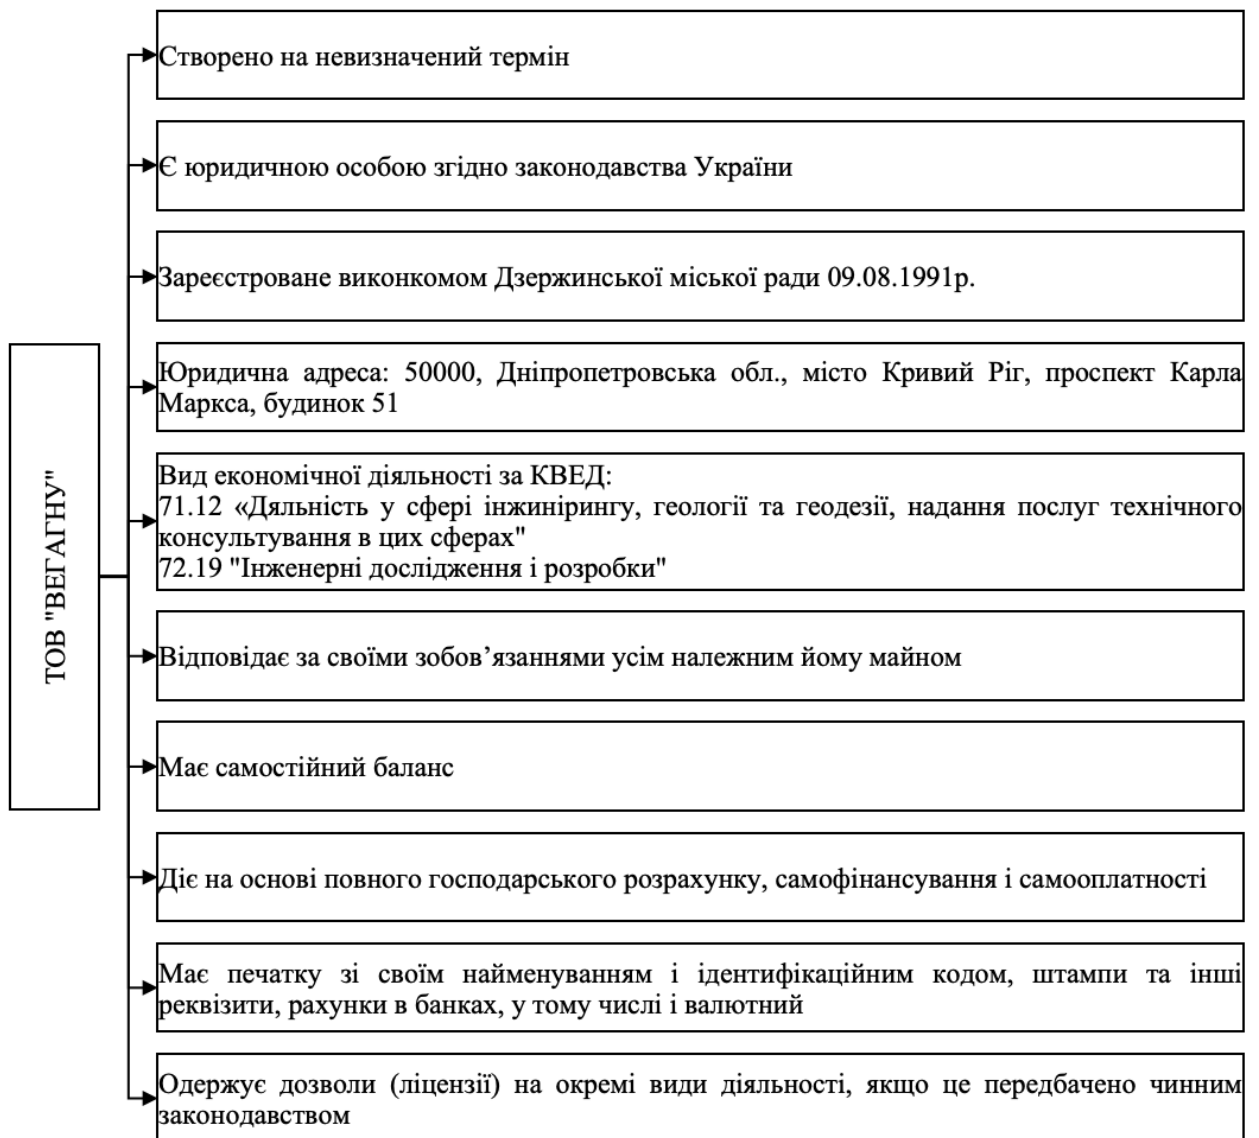 Створено на невизначений термін
Є юридичною особою згідно законодавства України
Зареєстроване виконкомом Дзержинської міської ради 09.08.1991р.
Юридична адреса: 50000, Дніпропетровська обл., місто Кривий Ріг, проспект Карла
Маркса, будинок 51
ТОВ "ВЕГАГНУ"
Вид економічної діяльності за КВЕД:
71.12 «Дяльність у сфері інжинірингу, геології та геодезії, надання послуг технічного
консультування в цих сферах"
72.19 "Інженерні дослідження і розробки"
Відповідає за своїми зобов’язаннями усім належним йому майном
Має самостійний баланс
Діє на основі повного господарського розрахунку, самофінансування і самооплатності
Має печатку зі своїм найменуванням і ідентифікаційним кодом, штампи та інші
реквізити, рахунки в банках, у тому числі і валютний
Одержує дозволи (ліцензії) на окремі види діяльності, якщо це передбачено чинним
законодавством